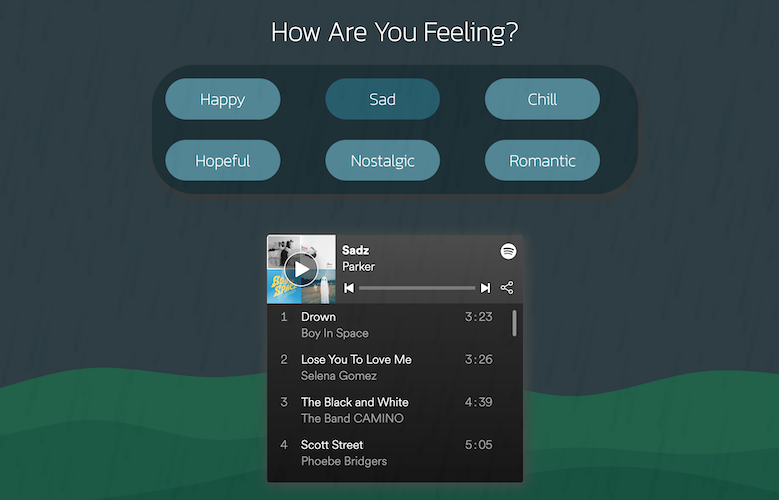 How Are You Feeling?
Happy
Sad
Chill
Hopeful
Nostalgic
Romantic
Sadz
Parker
1 Drown 3:23
Boy In Space
2 Lose You To Love Me 3:26
Selena Gomez
3 The Black and White 4:39
The Band CAMINO
4 Scott Street 5:05
Phoebe Bridgers